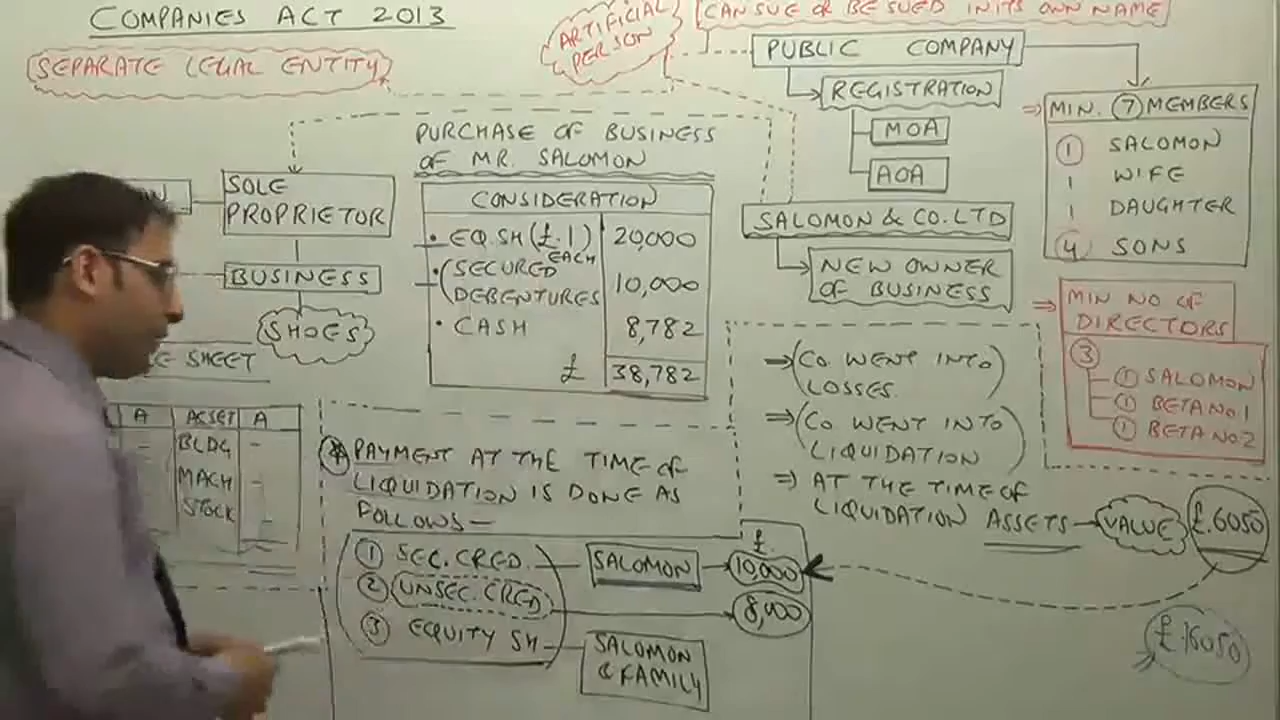 COMPANIES ACT 2013
SEPARATE LEGAL ENTITY
ARTIFICIAL
PERSON
CAN SUE OR BE SUED IN ITS OWN NAME
PUBLIC COMPANY
REGISTRATION
MOA
AOA
SALOMON & CO. LTD
NEW OWNER
OF BUSINESS
MIN. 7 MEMBERS
1 SALOMON
1 WIFE
1 DAUGHTER
4 SONS
MIN NO OF
DIRECTORS
3
1 SALOMON
1 BETA NO.1
1 BETA NO 2
SOLE
PROPRIETOR
BUSINESS
SHOES
PURCHASE OF BUSINESS
OF MR. SALOMON
CONSIDERATION
• EQ.SH (£.1) EACH 20,000
• (SECURED
DEBENTURES 10,000
• CASH 8,782
£ 38,782
SHEET
A ASSET A
BLDG -
MACH -
STOCK -
⇒ (CO. WENT INTO
LOSSES.
⇒ (CO WENT INTO
LIQUIDATION
⇒ AT THE TIME OF
LIQUIDATION ASSETS → VALUE £.6050
£.16050
PAYMENT AT THE TIME OF
LIQUIDATION IS DONE AS
FOLLOWS —
£.
1 SEC. CRED. SALOMON 10,000
2 UNSEC. CRED 8,000
3 EQUITY SH SALOMON
& FAMILY